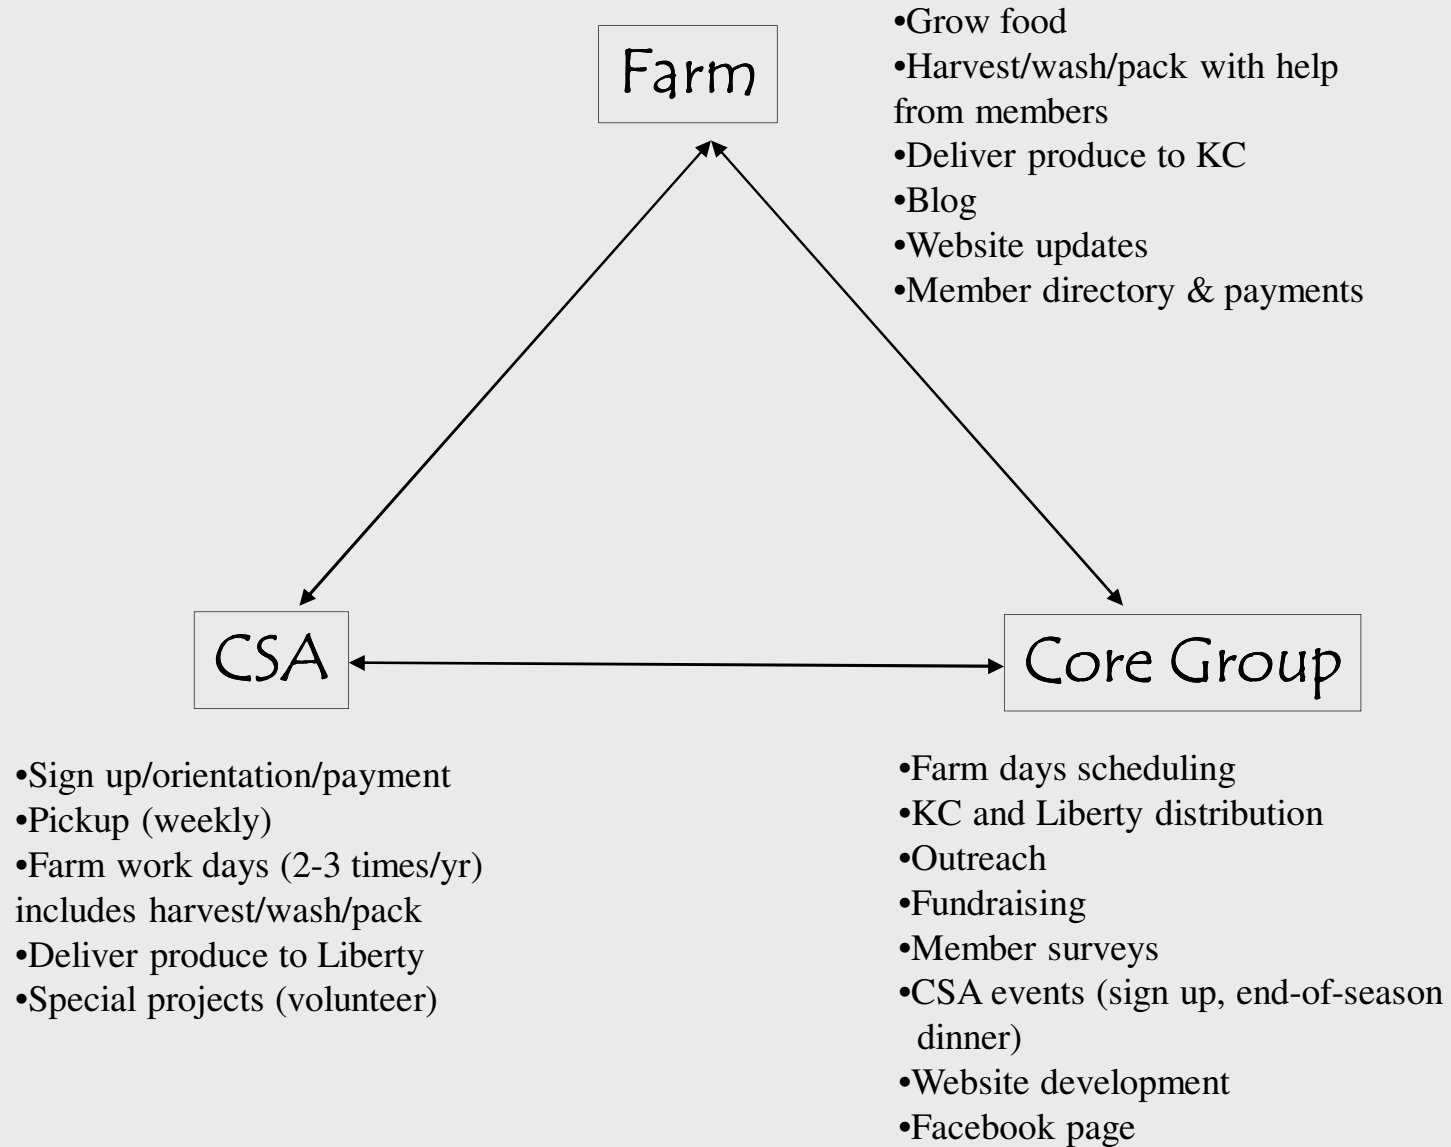 Farm
•Grow food
•Harvest/wash/pack with help
from members
•Deliver produce to KC
•Blog
•Website updates
•Member directory & payments
CSA
•Sign up/orientation/payment
•Pickup (weekly)
•Farm work days (2-3 times/yr)
includes harvest/wash/pack
•Deliver produce to Liberty
•Special projects (volunteer)
Core Group
•Farm days scheduling
•KC and Liberty distribution
•Outreach
•Fundraising
•Member surveys
•CSA events (sign up, end-of-season
dinner)
•Website development
•Facebook page